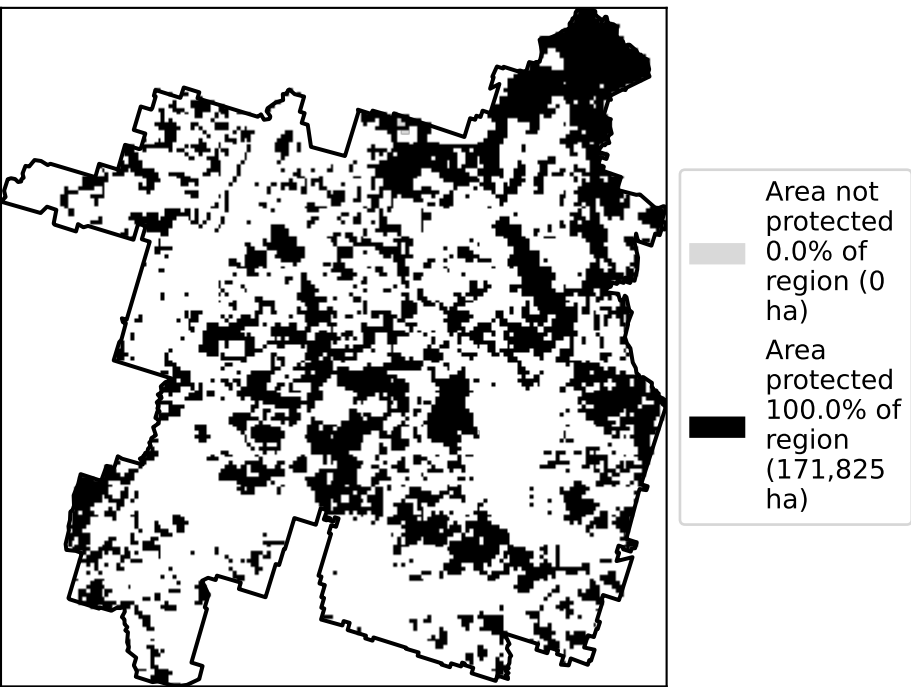 Area not
protected
0.0% of
region (0
ha)
Area
protected
100.0% of
region
(171,825
ha)